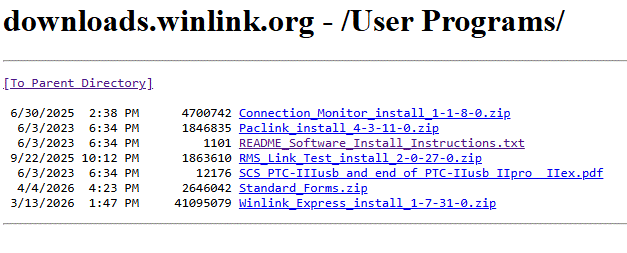 downloads.winlink.org - /User Programs/
[To Parent Directory]
6/30/2025 2:38 PM 4700742 Connection_Monitor_install_1-1-8-0.zip
6/3/2023 6:34 PM 1846835 Paclink_install_4-3-11-0.zip
6/3/2023 6:34 PM 1101 README_Software_Install_Instructions.txt
9/22/2025 10:12 PM 1863610 RMS_Link_Test_install_2-0-27-0.zip
6/3/2023 6:34 PM 12176 SCS PTC-IIIusb and end of PTC-IIusb IIpro  IIex.pdf
4/4/2026 4:23 PM 2646042 Standard_Forms.zip
3/13/2026 1:47 PM 41095079 Winlink_Express_install_1-7-31-0.zip